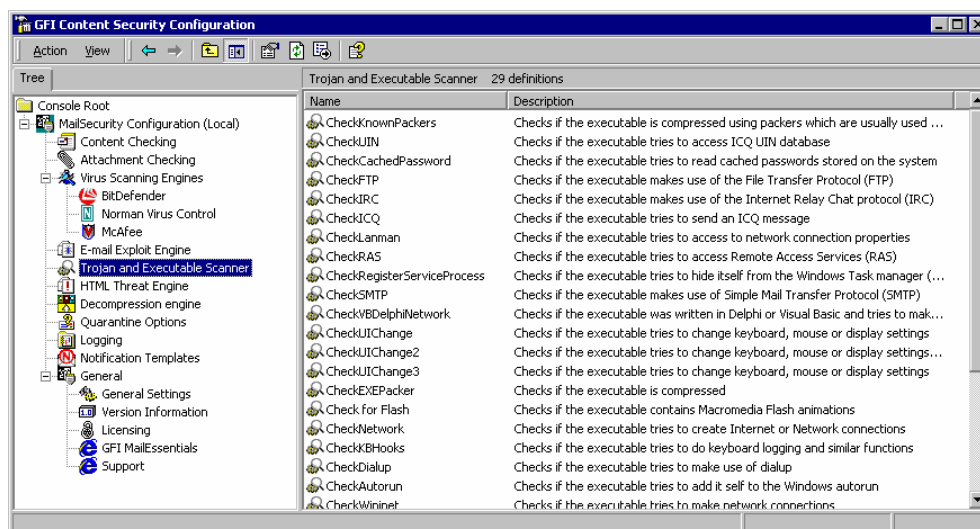 GFI Content Security Configuration
Action View
Tree
Trojan and Executable Scanner 29 definitions
Console Root
MailSecurity Configuration (Local)
Content Checking
Attachment Checking
Virus Scanning Engines
BitDefender
Norman Virus Control
McAfee
E-mail Exploit Engine
Trojan and Executable Scanner
HTML Threat Engine
Decompression engine
Quarantine Options
Logging
Notification Templates
General
General Settings
Version Information
Licensing
GFI MailEssentials
Support
Name Description
CheckKnownPackers Checks if the executable is compressed using packers which are usually used ...
CheckUIN Checks if the executable tries to access ICQ UIN database
CheckCachedPassword Checks if the executable tries to read cached passwords stored on the system
CheckFTP Checks if the executable makes use of the File Transfer Protocol (FTP)
CheckIRC Checks if the executable makes use of the Internet Relay Chat protocol (IRC)
CheckICQ Checks if the executable tries to send an ICQ message
CheckLanman Checks if the executable tries to access to network connection properties
CheckRAS Checks if the executable tries to access Remote Access Services (RAS)
CheckRegisterServiceProcess Checks if the executable tries to hide itself from the Windows Task manager (...
CheckSMTP Checks if the executable makes use of Simple Mail Transfer Protocol (SMTP)
CheckVBDelphiNetwork Checks if the executable was written in Delphi or Visual Basic and tries to mak...
CheckUIChange Checks if the executable tries to change keyboard, mouse or display settings
CheckUIChange2 Checks if the executable tries to change keyboard, mouse or display settings...
CheckUIChange3 Checks if the executable tries to change keyboard, mouse or display settings
CheckEXEPacker Checks if the executable is compressed
Check for Flash Checks if the executable contains Macromedia Flash animations
CheckNetwork Checks if the executable tries to create Internet or Network connections
CheckKBHooks Checks if the executable tries to do keyboard logging and similar functions
CheckDialup Checks if the executable tries to make use of dialup
CheckAutorun Checks if the executable tries to add it self to the Windows autorun
CheckWininet Checks if the executable tries to make network connections